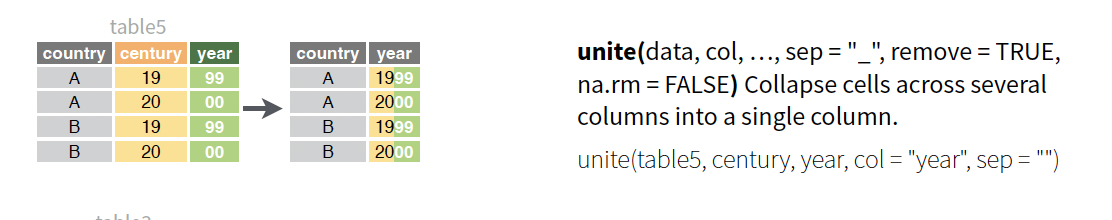 table5
country century year
A 19 99
A 20 00
B 19 99
B 20 00
country year
A 1999
A 2000
B 1999
B 2000
unite(data, col, …, sep = "_", remove = TRUE,
na.rm = FALSE) Collapse cells across several
columns into a single column.
unite(table5, century, year, col = "year", sep = "")